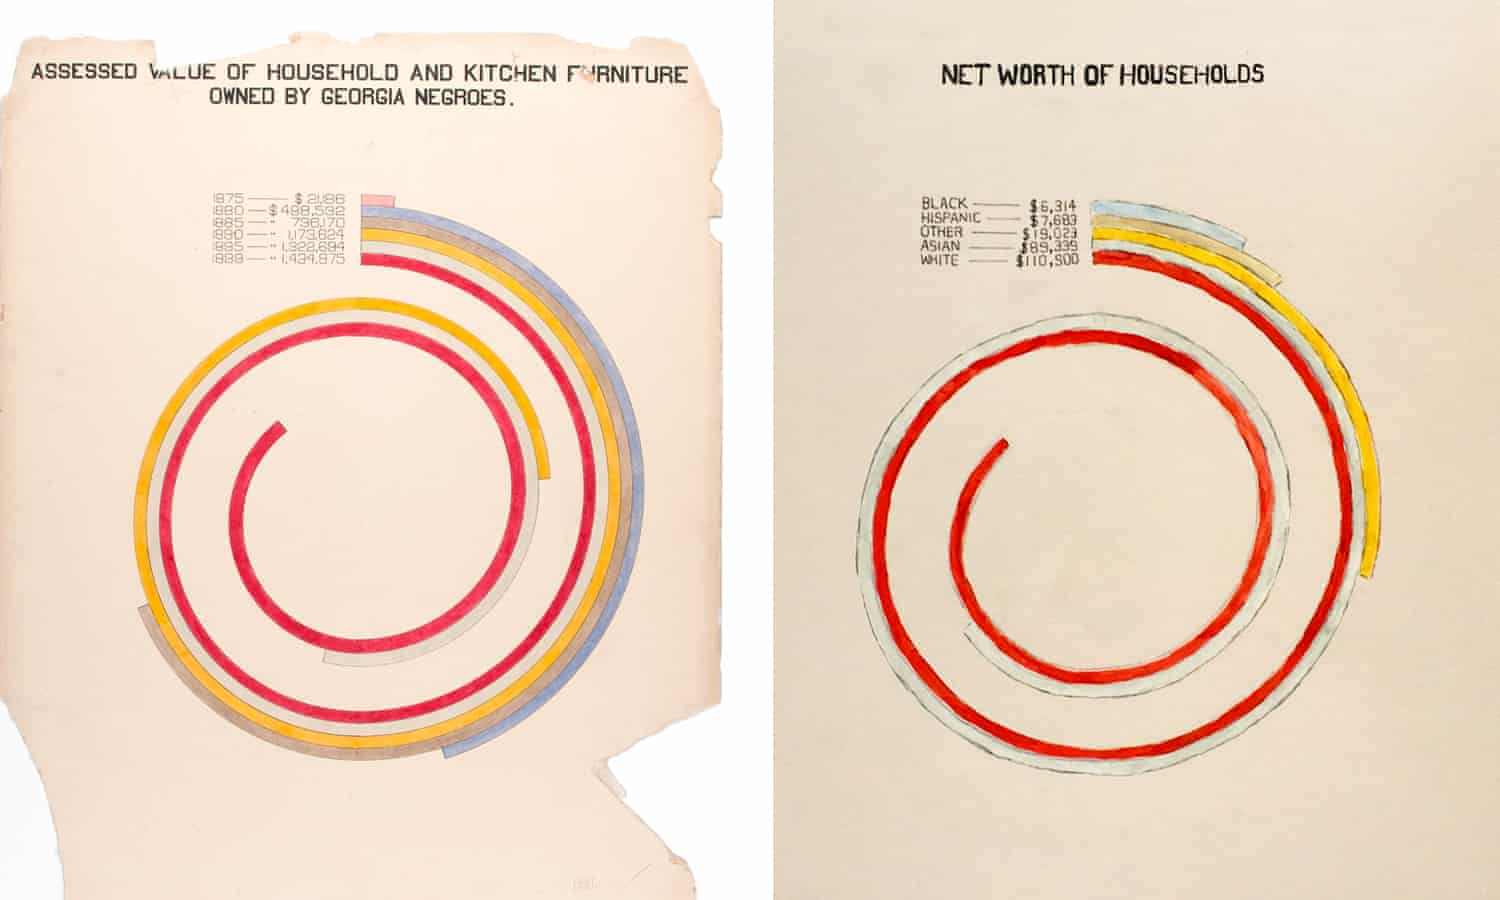 ASSESSED VALUE OF HOUSEHOLD AND KITCHEN FURNITURE
OWNED BY GEORGIA NEGROES.
1875 —— $ 21,186
1880 — $ 498,532
1885 —— " 736,170
1890 —— " 1,173,624
1895 —— " 1,322,694
1899 —— " 1,434,975
NET WORTH OF HOUSEHOLDS
BLACK —— $6,314
HISPANIC —— $7,683
OTHER —— $19,023
ASIAN —— $89,339
WHITE —— $110,500